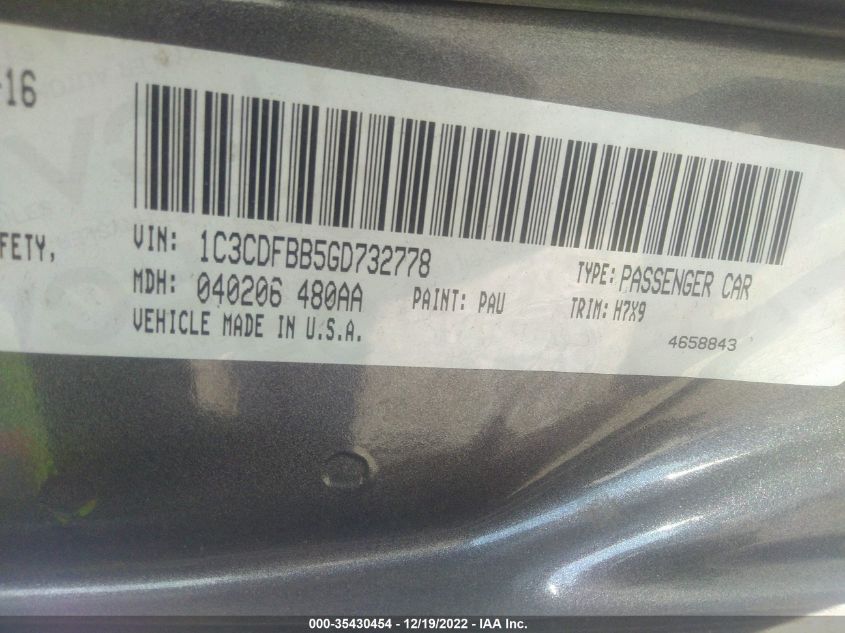 -16
FETY,
VIN: 1C3CDFBB5GD732778
TYPE: PASSENGER CAR
MDH: 040206 480AA
PAINT: PAU
TRIM: H7X9
VEHICLE MADE IN U.S.A.
4658843
000-35430454 - 12/19/2022 - IAA Inc.